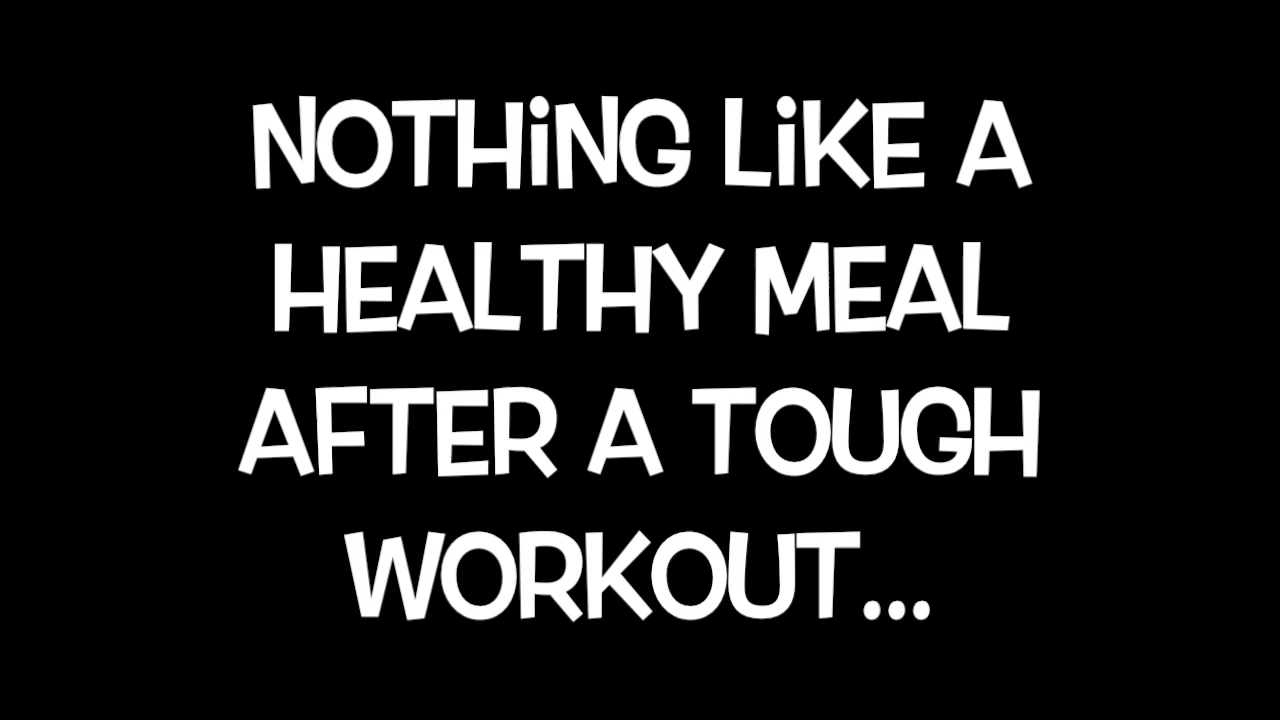 NOTHiNG LiKE A
HEALTHY MEAL
AFTER A TOUGH
WORKOUT...